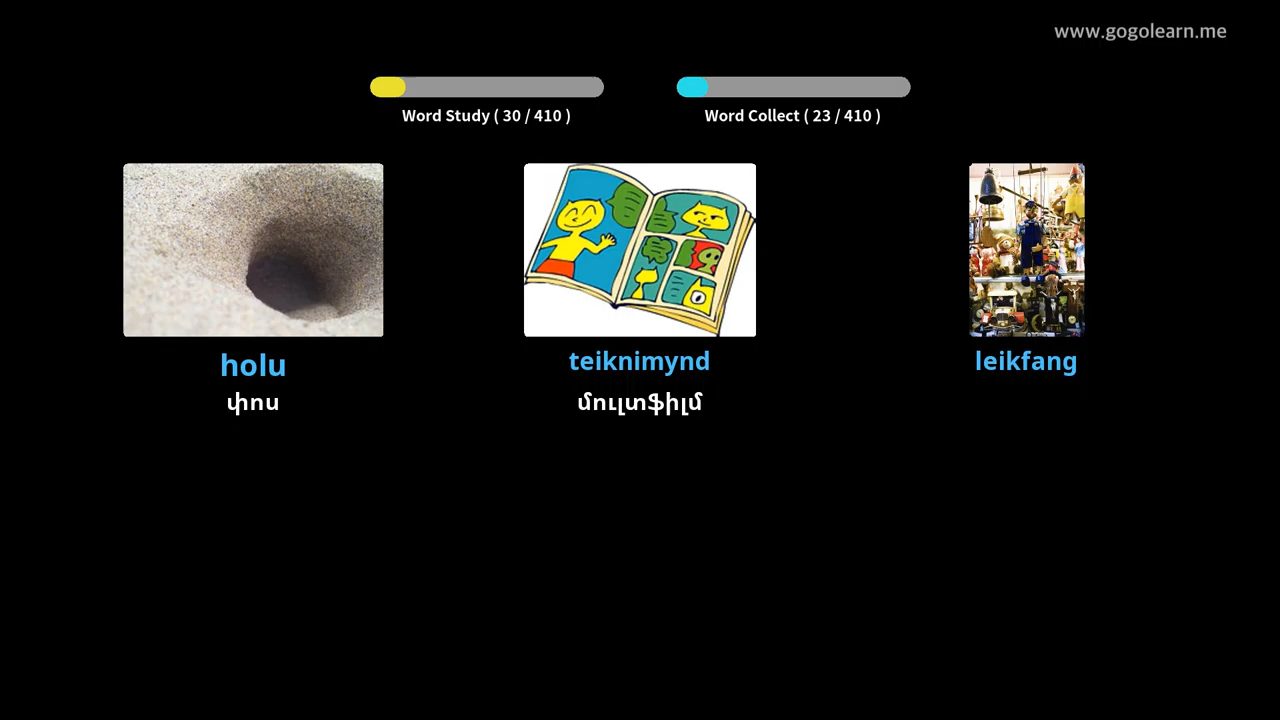 www.gogolearn.me
Word Study ( 30 / 410 )
Word Collect ( 23 / 410 )
holu
teiknimynd
leikfang
փոս
մուլտֆիլմ